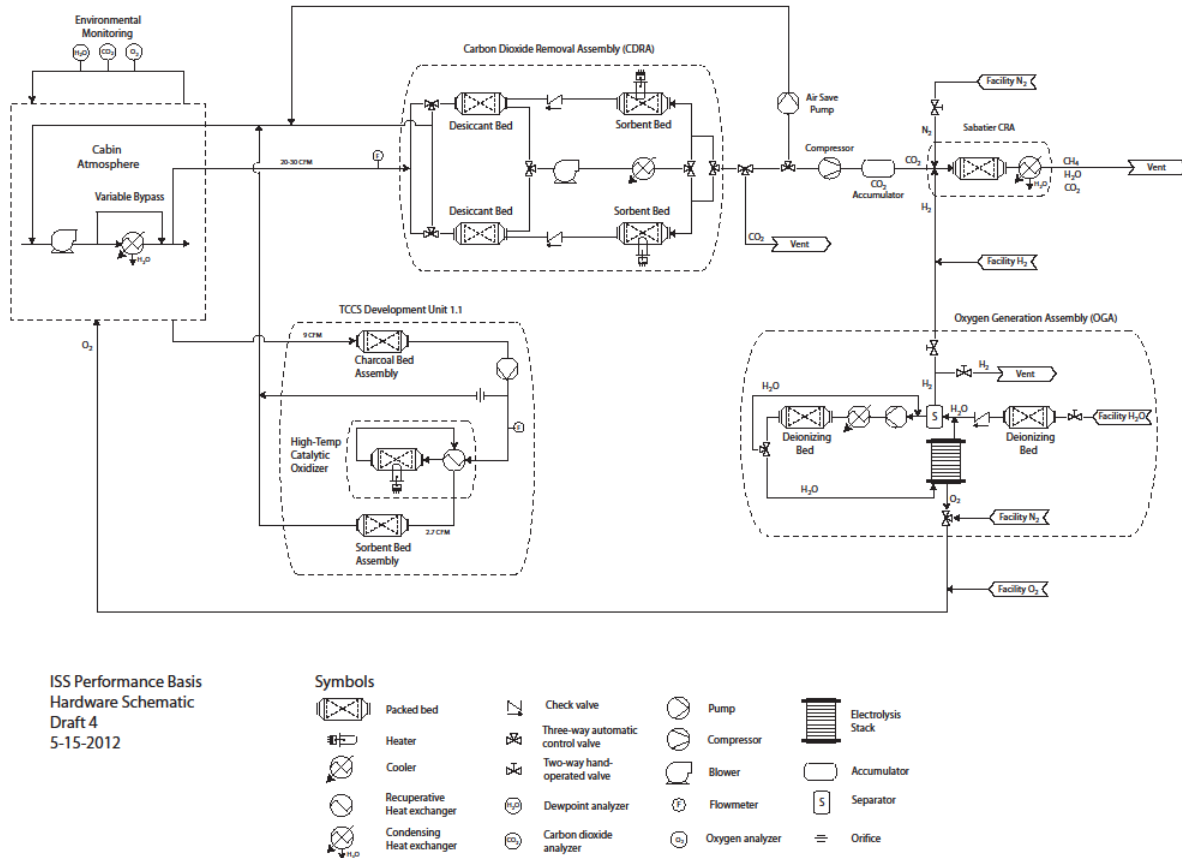 Environmental
Monitoring
H₂O
CO₂
O₂
Cabin
Atmosphere
Variable Bypass
H₂O
20-30 CFM
F
Carbon Dioxide Removal Assembly (CDRA)
Desiccant Bed
Sorbent Bed
Desiccant Bed
Sorbent Bed
Air Save
Pump
Compressor
CO₂
Accumulator
CO₂
CO₂
Vent
Facility N₂
N₂
Sabatier CRA
H₂O
CH₄
H₂O
CO₂
Vent
H₂
Facility H₂
TCCS Development Unit 1.1
9 CFM
Charcoal Bed
Assembly
F
High-Temp
Catalytic
Oxidizer
2.7 CFM
Sorbent Bed
Assembly
O₂
Oxygen Generation Assembly (OGA)
H₂
Vent
H₂
H₂O
Deionizing
Bed
S
H₂O
Deionizing
Bed
Facility H₂O
H₂O
O₂
Facility N₂
Facility O₂
ISS Performance Basis
Hardware Schematic
Draft 4
5-15-2012
Symbols
Packed bed
Heater
Cooler
Recuperative
Heat exchanger
Condensing
Heat exchanger
H₂O
Check valve
Three-way automatic
control valve
Two-way hand-
operated valve
H₂O
Dewpoint analyzer
CO₂
Carbon dioxide
analyzer
Pump
Compressor
Blower
F
Flowmeter
O₂
Oxygen analyzer
Electrolysis
Stack
Accumulator
S
Separator
Orifice